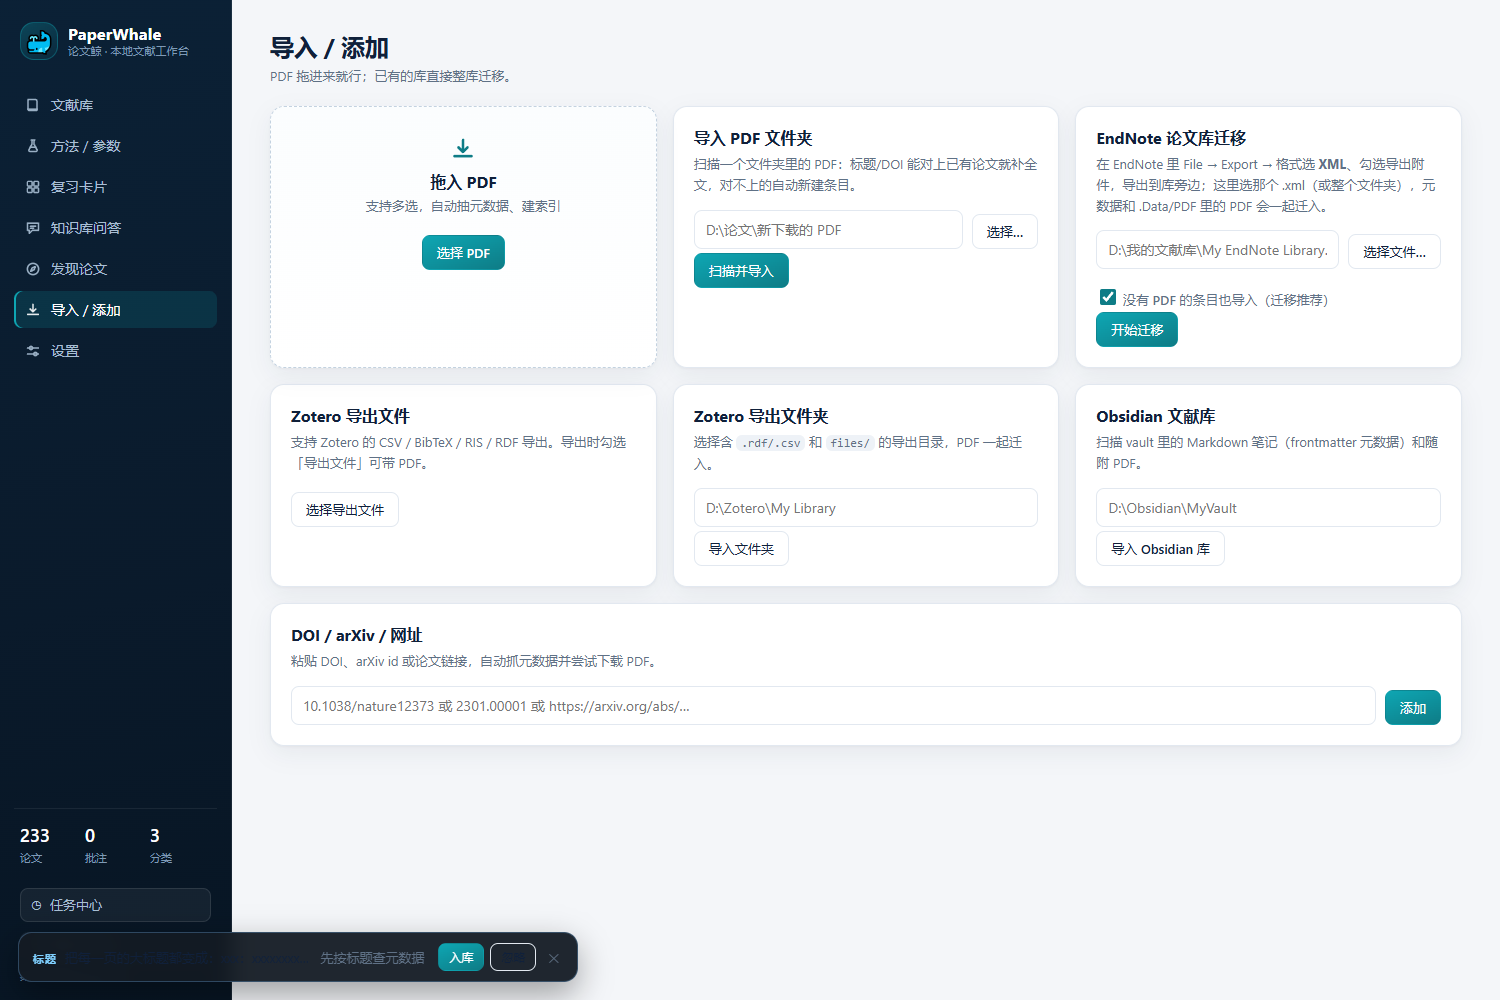 PaperWhale
论文鲸 · 本地文献工作台
文献库
方法 / 参数
复习卡片
知识库问答
发现论文
导入 / 添加
设置
233
论文
0
批注
3
分类
任务中心
导入 / 添加
PDF 拖进来就行；已有的库直接整库迁移。
拖入 PDF
支持多选，自动抽元数据、建索引
选择 PDF
导入 PDF 文件夹
扫描一个文件夹里的 PDF：标题/DOI 能对上已有论文就补全
文，对不上的自动新建条目。
D:\论文\新下载的 PDF
选择...
扫描并导入
EndNote 论文库迁移
在 EndNote 里 File → Export → 格式选 XML、勾选导出附
件，导出到库旁边；这里选那个 .xml（或整个文件夹），元
数据和 .Data/PDF 里的 PDF 会一起迁入。
D:\我的文献库\My EndNote Library.
选择文件...
没有 PDF 的条目也导入（迁移推荐）
开始迁移
Zotero 导出文件
支持 Zotero 的 CSV / BibTeX / RIS / RDF 导出。导出时勾选
「导出文件」可带 PDF。
选择导出文件
Zotero 导出文件夹
选择含 .rdf/.csv 和 files/ 的导出目录，PDF 一起迁
入。
D:\Zotero\My Library
导入文件夹
Obsidian 文献库
扫描 vault 里的 Markdown 笔记（frontmatter 元数据）和随
附 PDF。
D:\Obsidian\MyVault
导入 Obsidian 库
DOI / arXiv / 网址
粘贴 DOI、arXiv id 或论文链接，自动抓元数据并尝试下载 PDF。
10.1038/nature12373 或 2301.00001 或 https://arxiv.org/abs/...
添加
标题
先按标题查元数据
入库